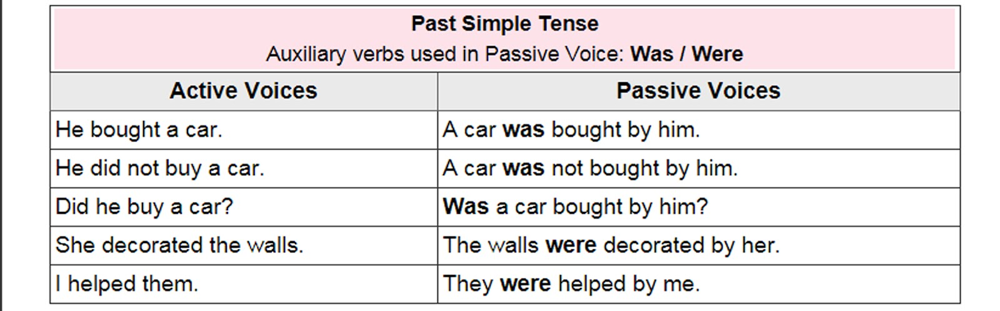 Past Simple Tense
Auxiliary verbs used in Passive Voice: Was / Were
Active Voices
Passive Voices
He bought a car.
A car was bought by him.
He did not buy a car.
A car was not bought by him.
Did he buy a car?
Was a car bought by him?
She decorated the walls.
The walls were decorated by her.
I helped them.
They were helped by me.